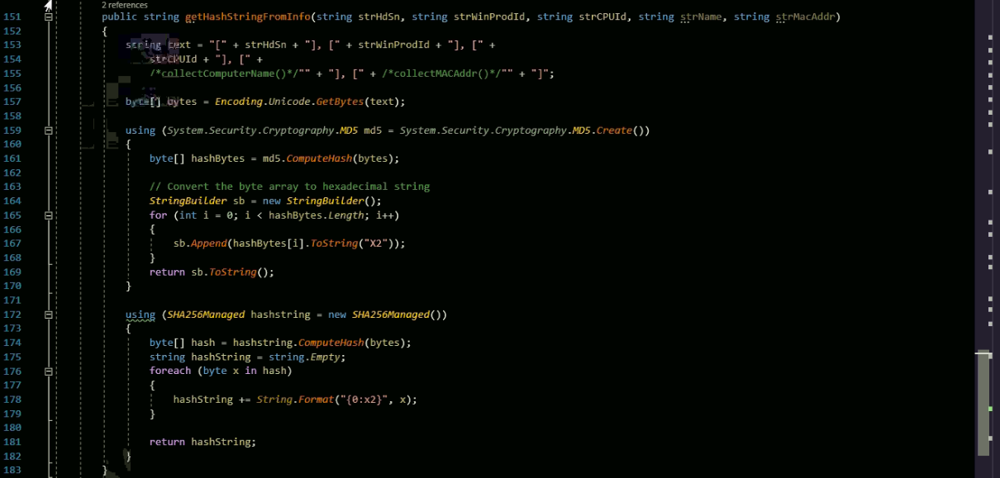 2 references
151 public string getHashStringFromInfo(string strHdSn, string strWinProdId, string strCPUId, string strName, string strMacAddr)
152 {
153 string text = "[" + strHdSn + "], [" + strWinProdId + "], [" +
154 strCPUId + "], [" +
155 /*collectComputerName()*/"" + "], [" + /*collectMACAddr()*/"" + "]";
156
157 byte[] bytes = Encoding.Unicode.GetBytes(text);
158
159 using (System.Security.Cryptography.MD5 md5 = System.Security.Cryptography.MD5.Create())
160 {
161 byte[] hashBytes = md5.ComputeHash(bytes);
162
163 // Convert the byte array to hexadecimal string
164 StringBuilder sb = new StringBuilder();
165 for (int i = 0; i < hashBytes.Length; i++)
166 {
167 sb.Append(hashBytes[i].ToString("X2"));
168 }
169 return sb.ToString();
170 }
171
172 using (SHA256Managed hashstring = new SHA256Managed())
173 {
174 byte[] hash = hashstring.ComputeHash(bytes);
175 string hashString = string.Empty;
176 foreach (byte x in hash)
177 {
178 hashString += String.Format("{0:x2}", x);
179 }
180
181 return hashString;
182 }
183 }